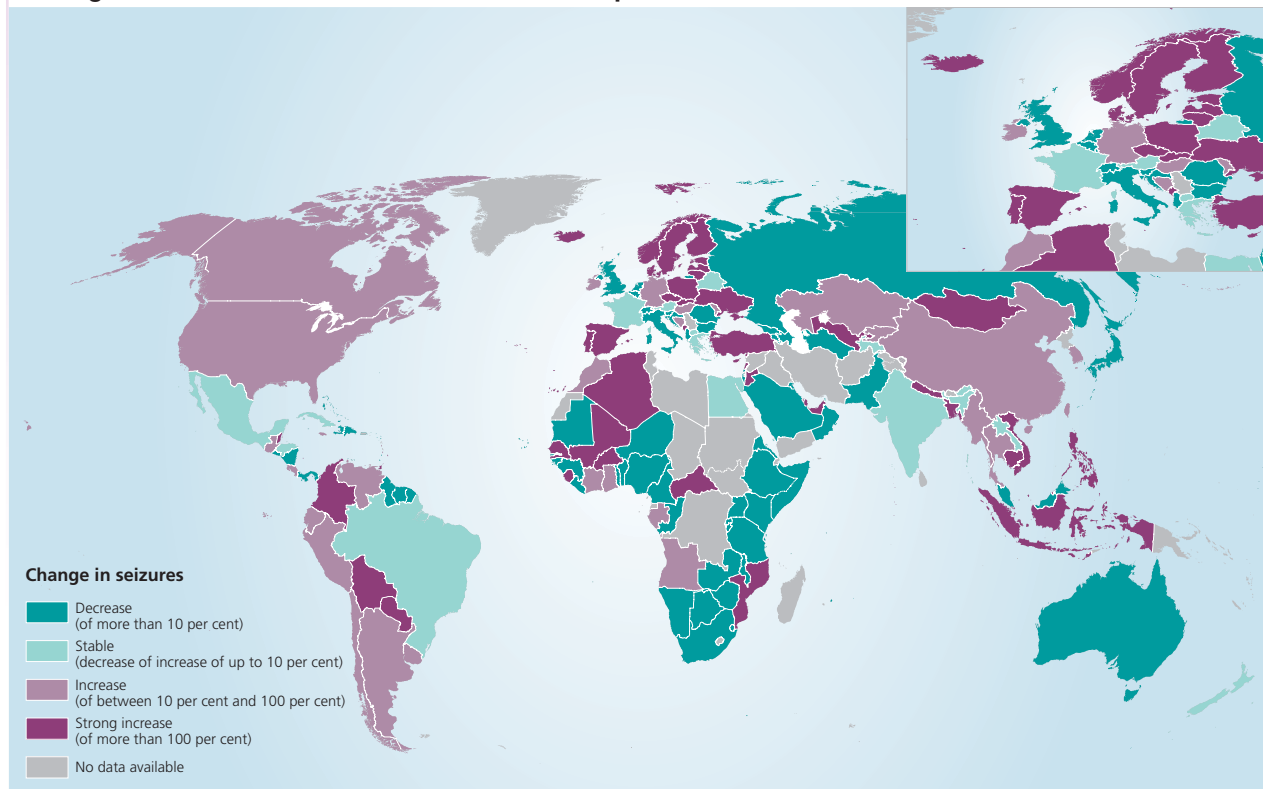 Change in seizures
Decrease
(of more than 10 per cent)
Stable
(decrease of increase of up to 10 per cent)
Increase
(of between 10 per cent and 100 per cent)
Strong increase
(of more than 100 per cent)
No data available